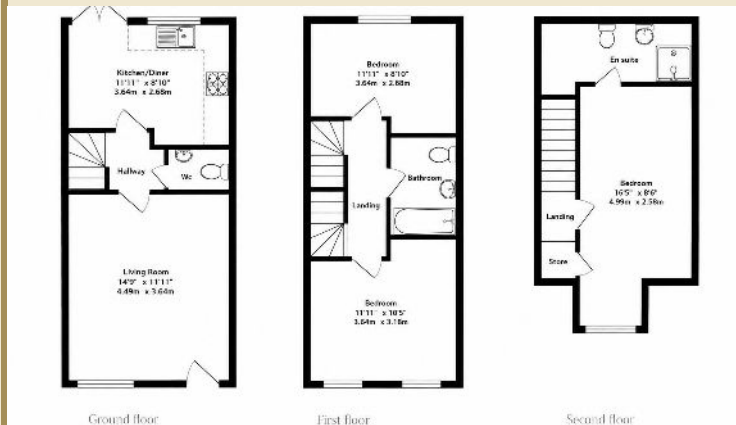 Kitchen/Diner
11'11" x 8'10"
3.64m x 2.68m
Hallway
Wc
Living Room
14'9" x 11'11"
4.49m x 3.64m
Ground floor
Bedroom
11'11" x 8'10"
3.64m x 2.68m
Bathroom
Landing
Bedroom
11'11" x 10'5"
3.64m x 3.18m
First floor
En suite
Bedroom
16'5" x 8'6"
4.99m x 2.58m
Landing
Store
Second floor